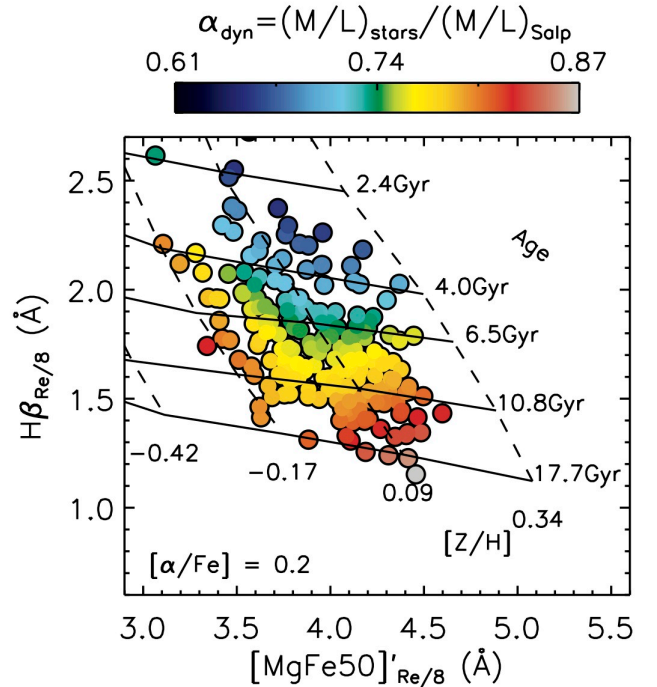 α_dyn=(M/L)_stars/(M/L)_Salp
0.61 0.74 0.87
2.5
2.0
1.5
1.0
Hβ_Re/8 (Å)
2.4Gyr
Age
4.0Gyr
6.5Gyr
10.8Gyr
17.7Gyr
−0.42
−0.17
0.09
0.34
[Z/H]
[α/Fe] = 0.2
3.0 3.5 4.0 4.5 5.0 5.5
[MgFe50]'_Re/8 (Å)